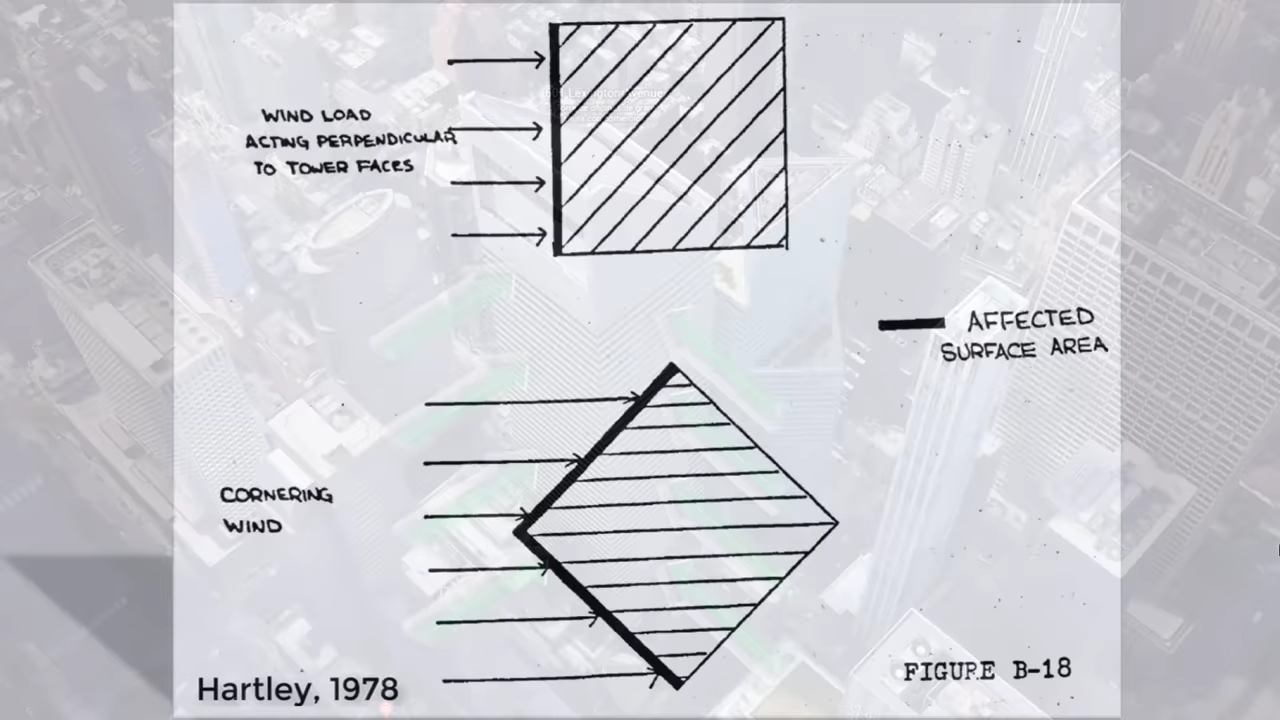 WIND LOAD
ACTING PERPENDICULAR
TO TOWER FACES
AFFECTED
SURFACE AREA
CORNERING
WIND
Hartley, 1978
FIGURE B-18